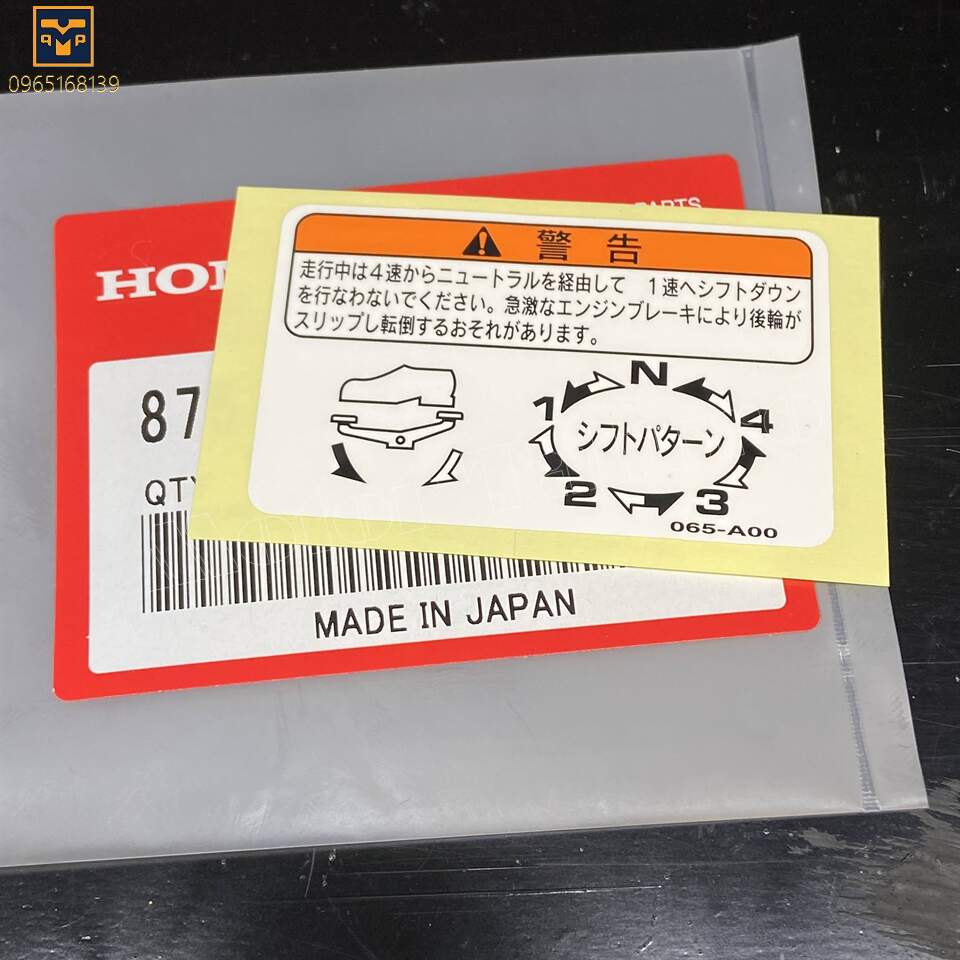 QMP
0965168139
PARTS
HON
警告
走行中は4速からニュートラルを経由して 1速へシフトダウン
を行なわないでください。急激なエンジンブレーキにより後輪が
スリップし転倒するおそれがあります。
87
QTY
N
1
4
シフトパターン
2
3
065-A00
MADE IN JAPAN